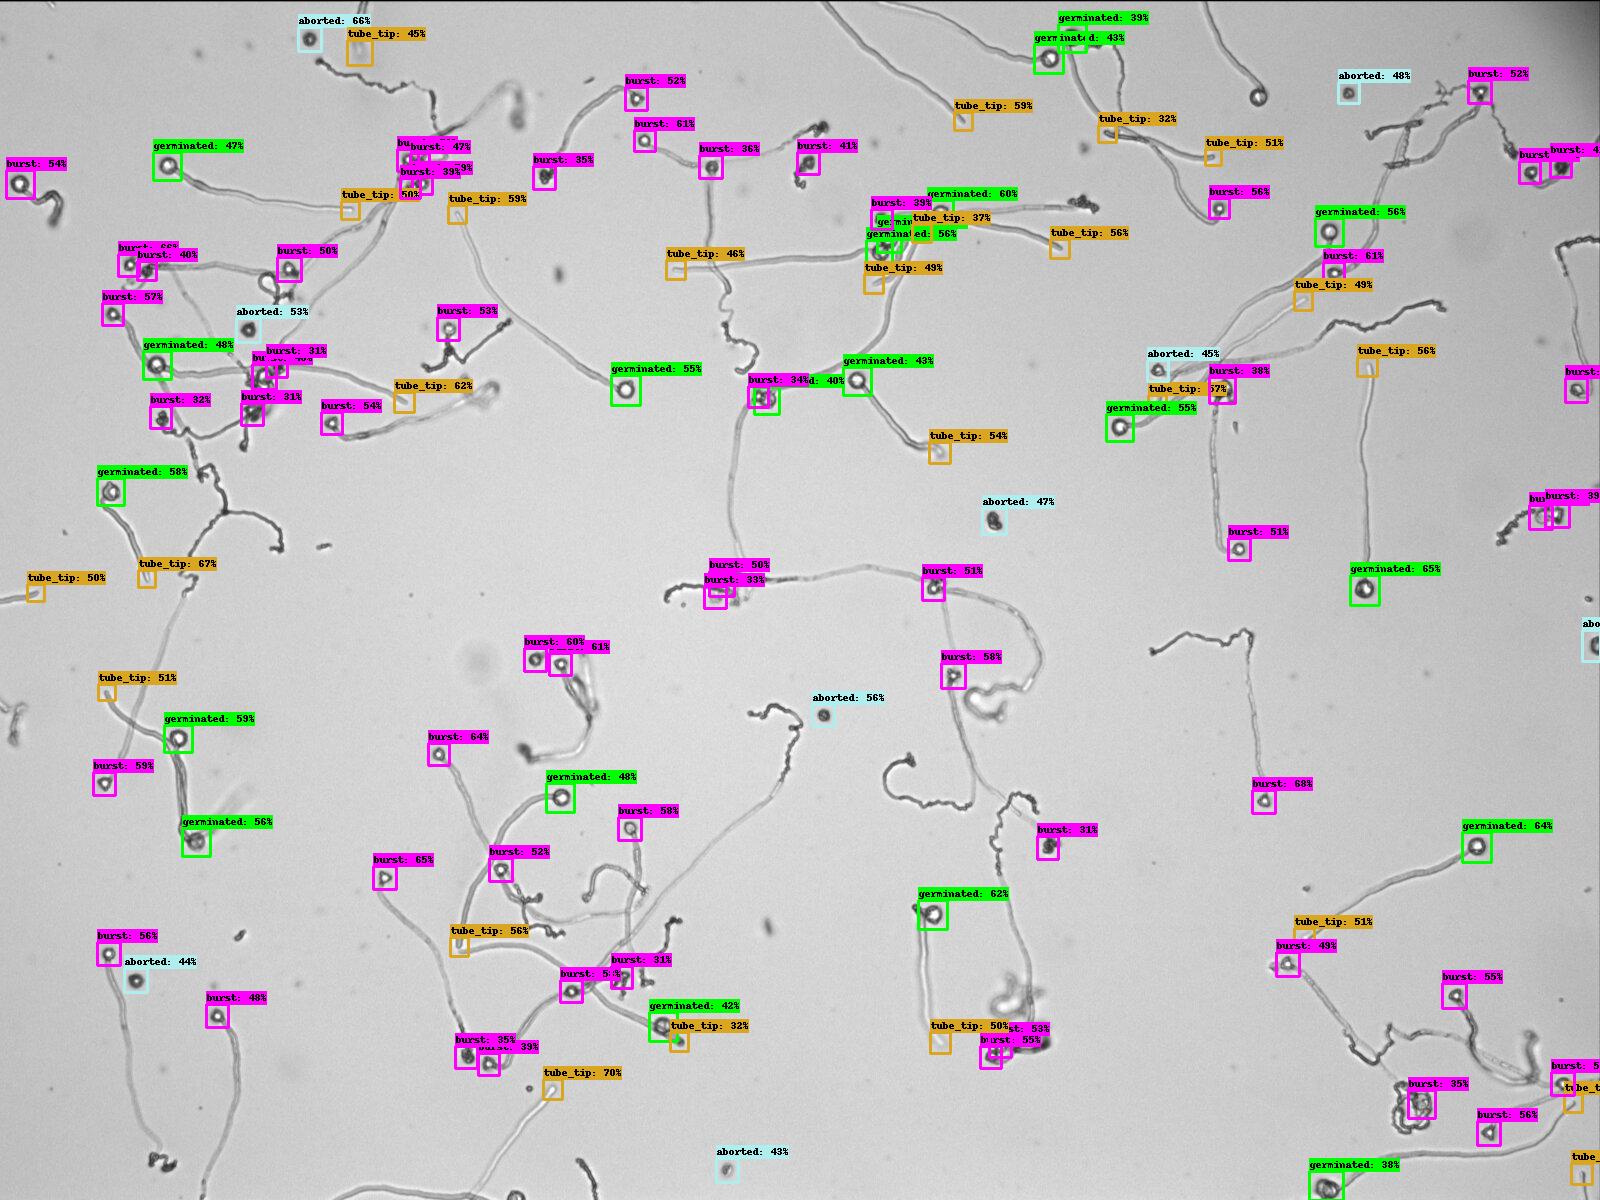 germinated: 39%
aborted: 66%
tube_tip: 45%
germinated: 43%
burst: 52%
aborted: 48%
burst: 52%
tube_tip: 59%
tube_tip: 32%
burst: 61%
germinated: 47%
burst: 47%
burst: 36%
burst: 41%
tube_tip: 51%
burst: 54%
burst: 35%
burst: 39%
tube_tip: 50%
tube_tip: 59%
germinated: 60%
burst: 56%
burst: 39%
tube_tip: 37%
germinated: 56%
germinated: 56%
tube_tip: 56%
burst: 40%
burst: 50%
tube_tip: 46%
burst: 61%
tube_tip: 49%
tube_tip: 49%
burst: 57%
aborted: 53%
burst: 53%
germinated: 48%
burst: 31%
germinated: 55%
germinated: 43%
aborted: 45%
tube_tip: 56%
burst: 38%
burst: 34%
tube_tip: 62%
burst: 32%
burst: 31%
burst: 54%
germinated: 55%
tube_tip: 54%
germinated: 58%
aborted: 47%
burst: 39%
burst: 51%
tube_tip: 67%
tube_tip: 50%
burst: 50%
burst: 33%
burst: 51%
germinated: 65%
burst: 60%
61%
burst: 58%
tube_tip: 51%
aborted: 56%
germinated: 59%
burst: 64%
burst: 59%
germinated: 48%
burst: 68%
burst: 58%
germinated: 56%
burst: 31%
germinated: 64%
burst: 65%
burst: 52%
germinated: 62%
tube_tip: 51%
tube_tip: 56%
burst: 56%
burst: 49%
aborted: 44%
burst: 31%
burst: 55%
burst: 48%
germinated: 42%
tube_tip: 32%
tube_tip: 50%
burst: 53%
burst: 35%
burst: 39%
burst: 55%
tube_tip: 70%
burst: 35%
burst: 56%
aborted: 43%
germinated: 38%